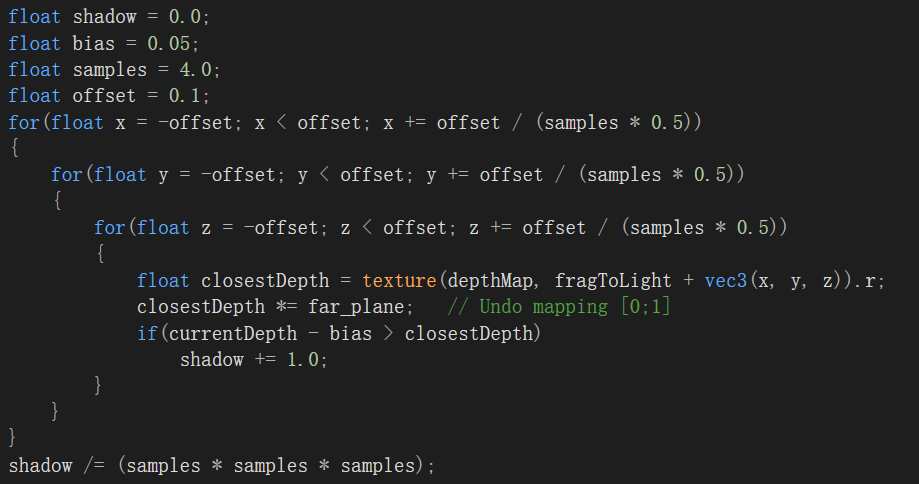 float shadow = 0.0;
float bias = 0.05;
float samples = 4.0;
float offset = 0.1;
for(float x = -offset; x < offset; x += offset / (samples * 0.5))
{
    for(float y = -offset; y < offset; y += offset / (samples * 0.5))
    {
        for(float z = -offset; z < offset; z += offset / (samples * 0.5))
        {
            float closestDepth = texture(depthMap, fragToLight + vec3(x, y, z)).r;
            closestDepth *= far_plane;   // Undo mapping [0;1]
            if(currentDepth - bias > closestDepth)
                shadow += 1.0;
        }
    }
}
shadow /= (samples * samples * samples);